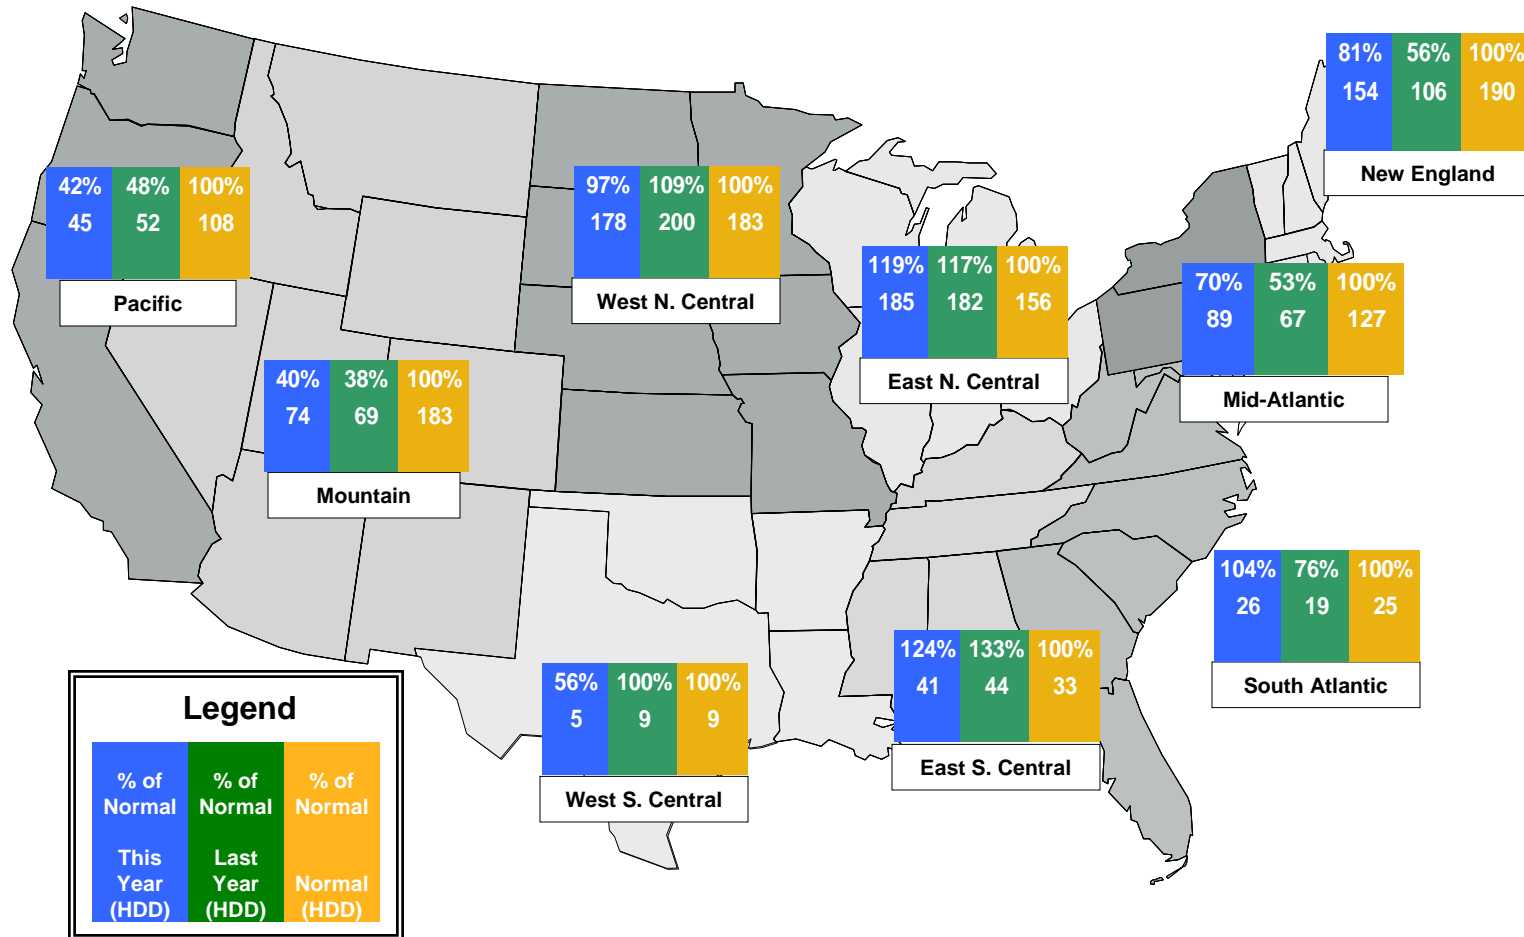 81% 56% 100%
154 106 190
New England
42% 48% 100%
45 52 108
Pacific
97% 109% 100%
178 200 183
West N. Central
119% 117% 100%
185 182 156
East N. Central
70% 53% 100%
89 67 127
Mid-Atlantic
40% 38% 100%
74 69 183
Mountain
104% 76% 100%
26 19 25
South Atlantic
124% 133% 100%
41 44 33
East S. Central
56% 100% 100%
5 9 9
West S. Central
Legend
% of % of % of
Normal Normal Normal
This Last
Year Year Normal
(HDD) (HDD) (HDD)